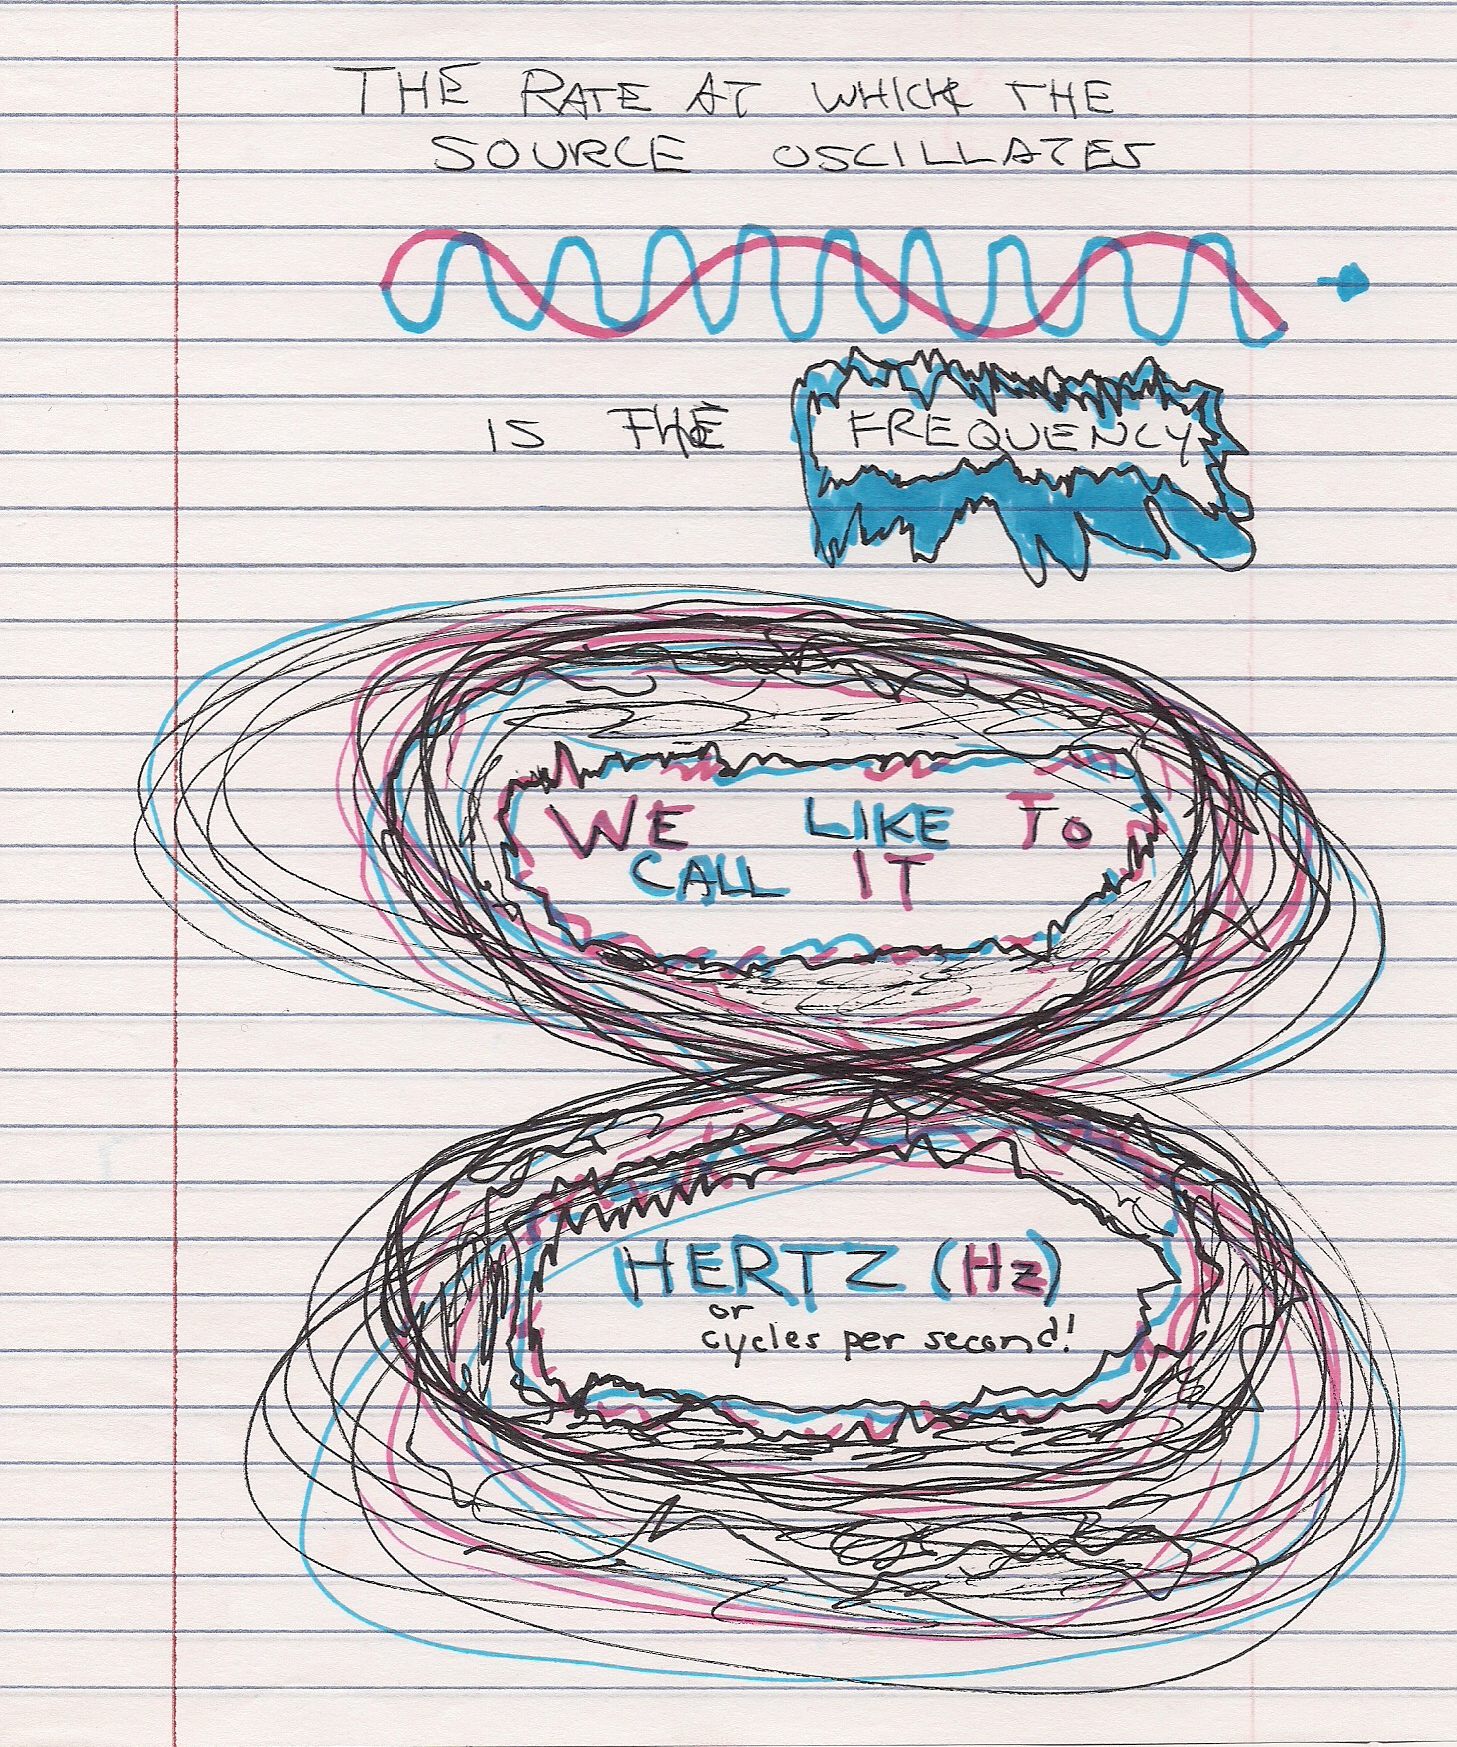 THE RATE AT WHICH THE
SOURCE OSCILLATES
IS THE FREQUENCY
WE LIKE TO
CALL IT
HERTZ (Hz)
or
cycles per second!